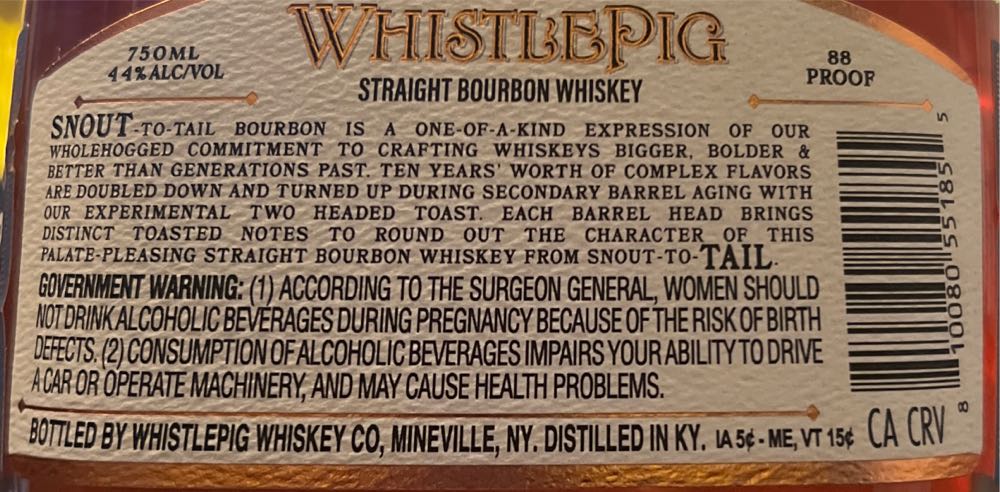 WHISTLEPIG
750ML
44% ALC/VOL
88
PROOF
STRAIGHT BOURBON WHISKEY
SNOUT-TO-TAIL BOURBON IS A ONE-OF-A-KIND EXPRESSION OF OUR
WHOLEHOGGED COMMITMENT TO CRAFTING WHISKEYS BIGGER, BOLDER &
BETTER THAN GENERATIONS PAST. TEN YEARS' WORTH OF COMPLEX FLAVORS
ARE DOUBLED DOWN AND TURNED UP DURING SECONDARY BARREL AGING WITH
OUR EXPERIMENTAL TWO HEADED TOAST. EACH BARREL HEAD BRINGS
DISTINCT TOASTED NOTES TO ROUND OUT THE CHARACTER OF THIS
PALATE-PLEASING STRAIGHT BOURBON WHISKEY FROM SNOUT-TO-TAIL.
GOVERNMENT WARNING: (1) ACCORDING TO THE SURGEON GENERAL, WOMEN SHOULD
NOT DRINK ALCOHOLIC BEVERAGES DURING PREGNANCY BECAUSE OF THE RISK OF BIRTH
DEFECTS. (2) CONSUMPTION OF ALCOHOLIC BEVERAGES IMPAIRS YOUR ABILITY TO DRIVE
A CAR OR OPERATE MACHINERY, AND MAY CAUSE HEALTH PROBLEMS.
8 10080 55185 5
BOTTLED BY WHISTLEPIG WHISKEY CO, MINEVILLE, NY. DISTILLED IN KY. IA 5¢ - ME, VT 15¢ CA CRV